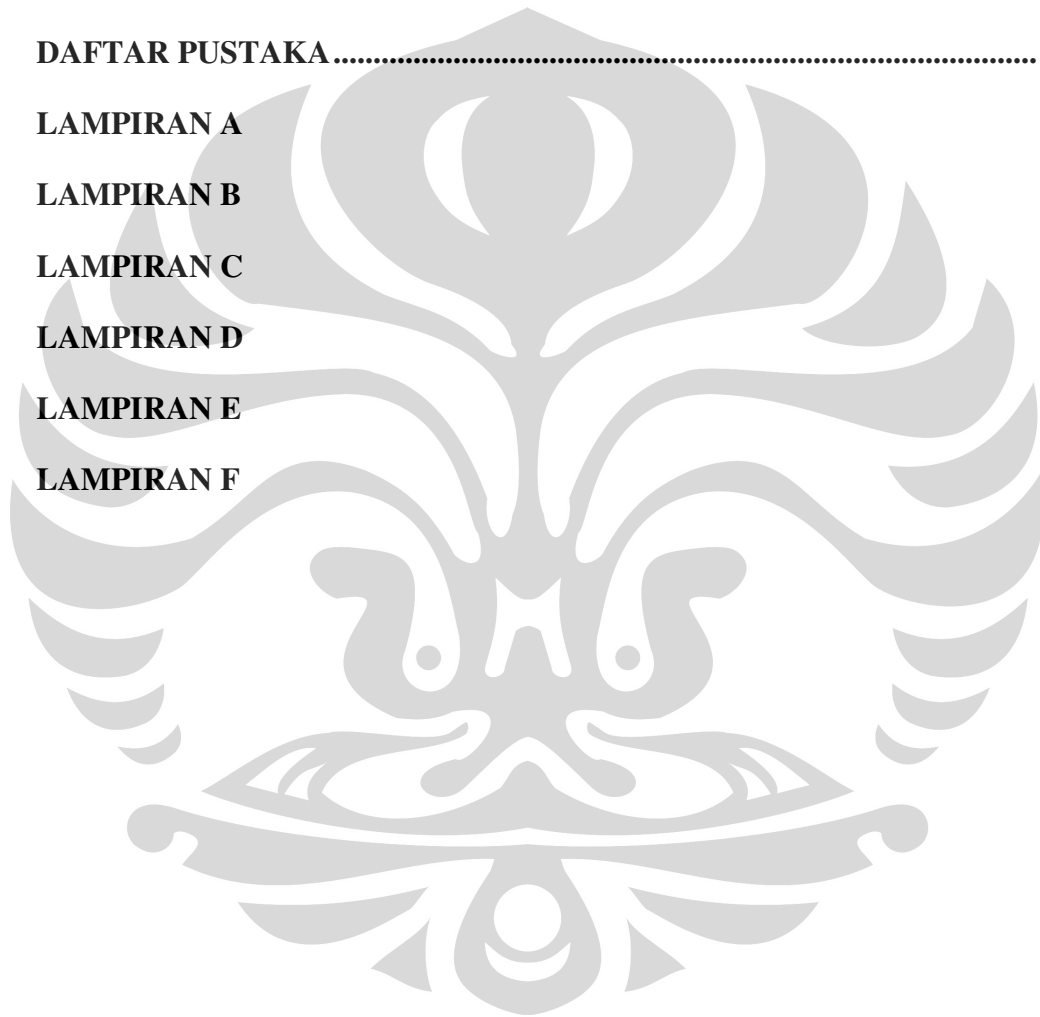 DAFTAR PUSTAKA...........................................................................................
LAMPIRAN A
LAMPIRAN B
LAMPIRAN C
LAMPIRAN D
LAMPIRAN E
LAMPIRAN F